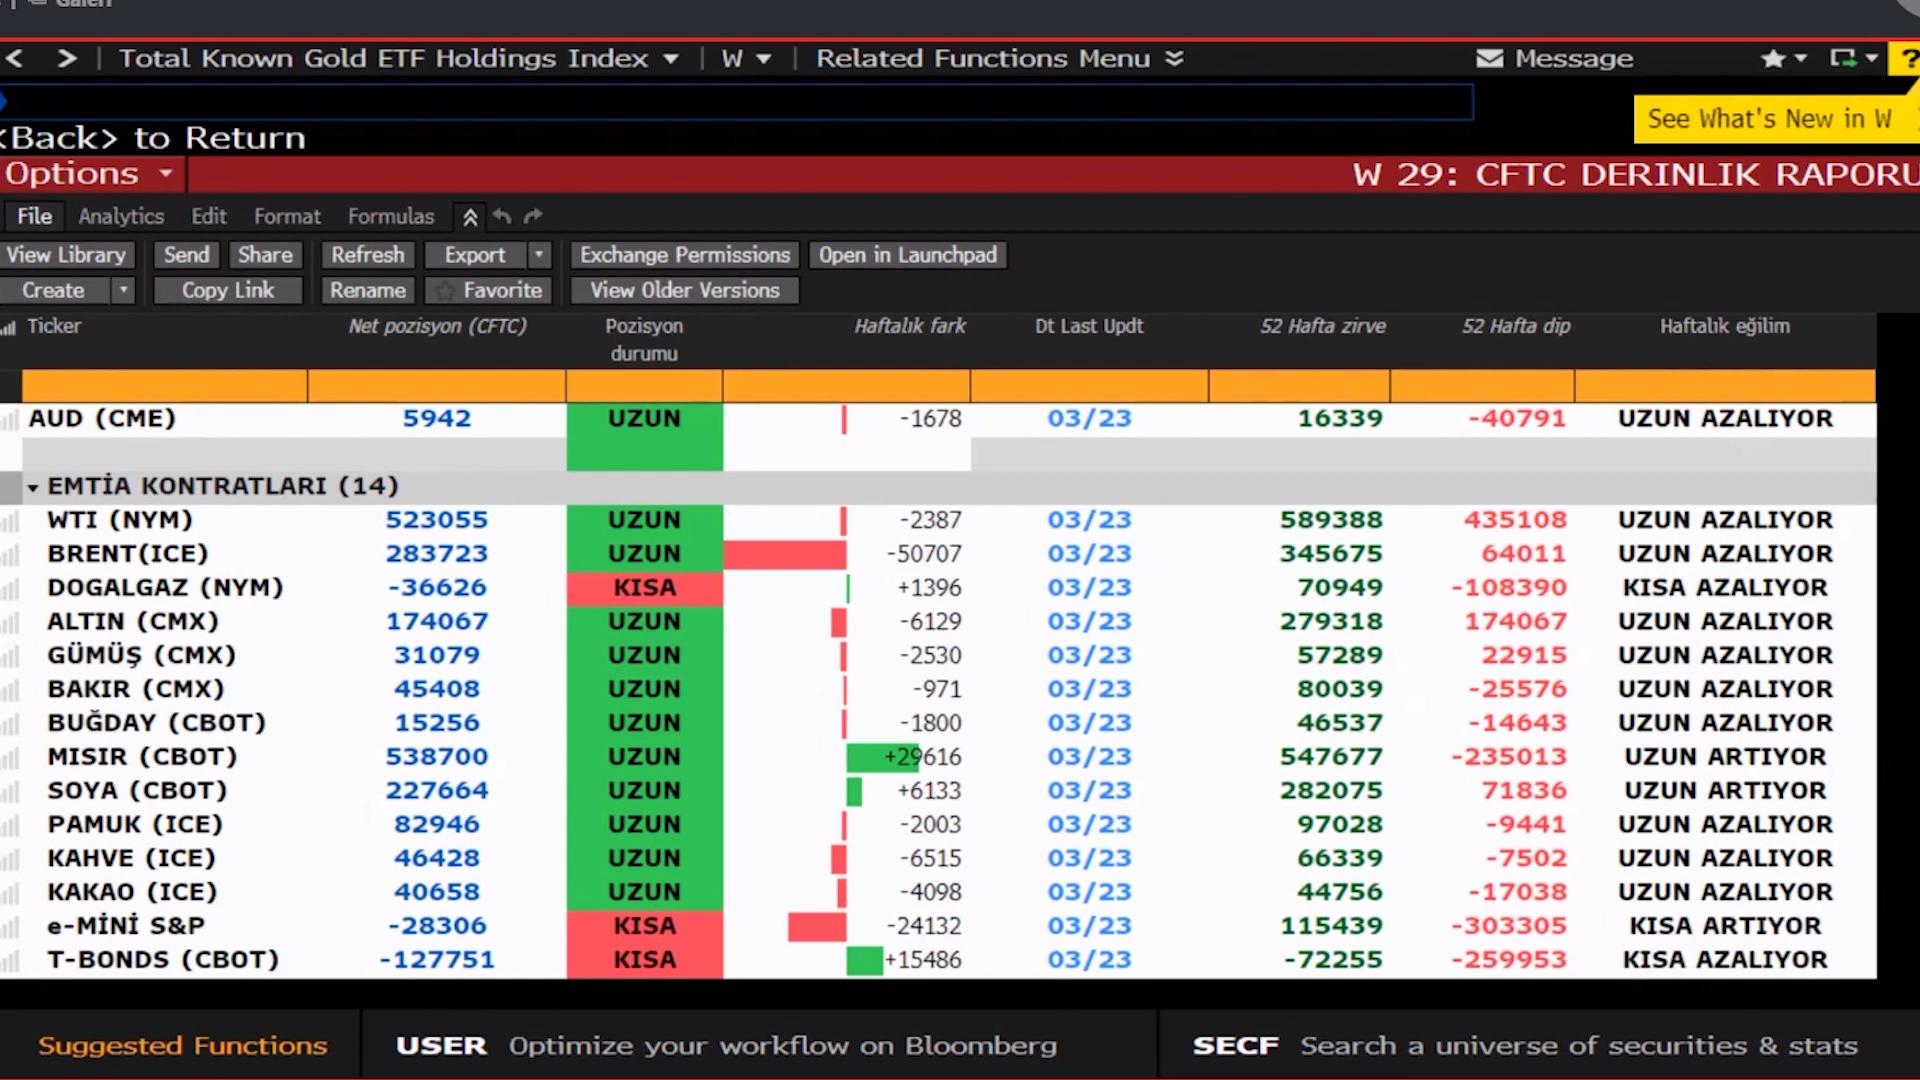 Total Known Gold ETF Holdings Index | W | Related Functions Menu Message ?
See What's New in W
<Back> to Return
Options W 29: CFTC DERINLIK RAPORU
File Analytics Edit Format Formulas
View Library Send Share Refresh Export Exchange Permissions Open in Launchpad
Create Copy Link Rename Favorite View Older Versions
Ticker Net pozisyon (CFTC) Pozisyon durumu Haftalık fark Dt Last Updt 52 Hafta zirve 52 Hafta dip Haftalık eğilim
AUD (CME) 5942 UZUN -1678 03/23 16339 -40791 UZUN AZALIYOR
EMTİA KONTRATLARI (14)
WTI (NYM) 523055 UZUN -2387 03/23 589388 435108 UZUN AZALIYOR
BRENT(ICE) 283723 UZUN -50707 03/23 345675 64011 UZUN AZALIYOR
DOGALGAZ (NYM) -36626 KISA +1396 03/23 70949 -108390 KISA AZALIYOR
ALTIN (CMX) 174067 UZUN -6129 03/23 279318 174067 UZUN AZALIYOR
GÜMÜŞ (CMX) 31079 UZUN -2530 03/23 57289 22915 UZUN AZALIYOR
BAKIR (CMX) 45408 UZUN -971 03/23 80039 -25576 UZUN AZALIYOR
BUĞDAY (CBOT) 15256 UZUN -1800 03/23 46537 -14643 UZUN AZALIYOR
MISIR (CBOT) 538700 UZUN +29616 03/23 547677 -235013 UZUN ARTIYOR
SOYA (CBOT) 227664 UZUN +6133 03/23 282075 71836 UZUN ARTIYOR
PAMUK (ICE) 82946 UZUN -2003 03/23 97028 -9441 UZUN AZALIYOR
KAHVE (ICE) 46428 UZUN -6515 03/23 66339 -7502 UZUN AZALIYOR
KAKAO (ICE) 40658 UZUN -4098 03/23 44756 -17038 UZUN AZALIYOR
e-MİNİ S&P -28306 KISA -24132 03/23 115439 -303305 KISA ARTIYOR
T-BONDS (CBOT) -127751 KISA +15486 03/23 -72255 -259953 KISA AZALIYOR
Suggested Functions USER Optimize your workflow on Bloomberg SECF Search a universe of securities & stats